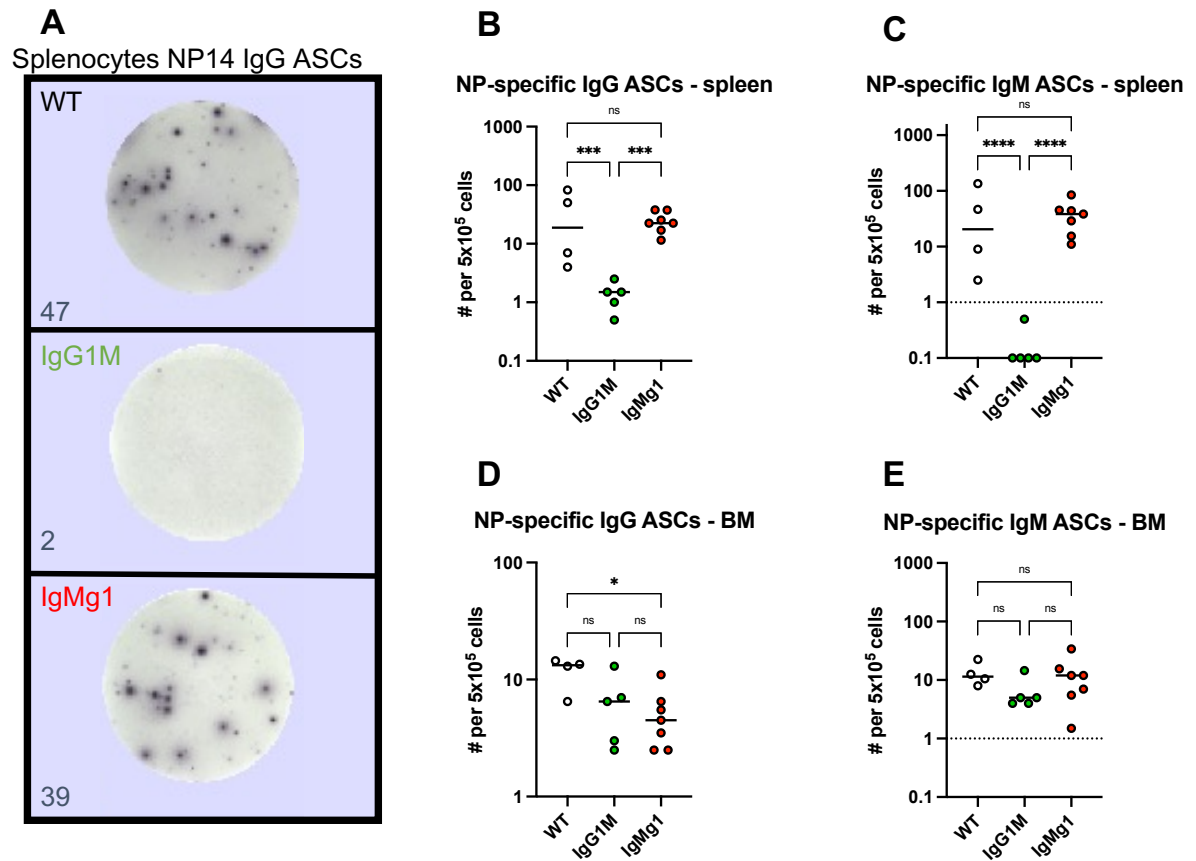 A
Splenocytes NP14 IgG ASCs
WT
47
IgG1M
2
IgMg1
39
B
NP-specific IgG ASCs - spleen
ns
*** ***
1000
100
10
1
0.1
# per 5x10⁵ cells
WT
IgG1M
IgMg1
C
NP-specific IgM ASCs - spleen
ns
**** ****
1000
100
10
1
0.1
# per 5x10⁵ cells
WT
IgG1M
IgMg1
D
NP-specific IgG ASCs - BM
*
ns ns
100
10
1
# per 5x10⁵ cells
WT
IgG1M
IgMg1
E
NP-specific IgM ASCs - BM
ns
ns ns
1000
100
10
1
0.1
# per 5x10⁵ cells
WT
IgG1M
IgMg1